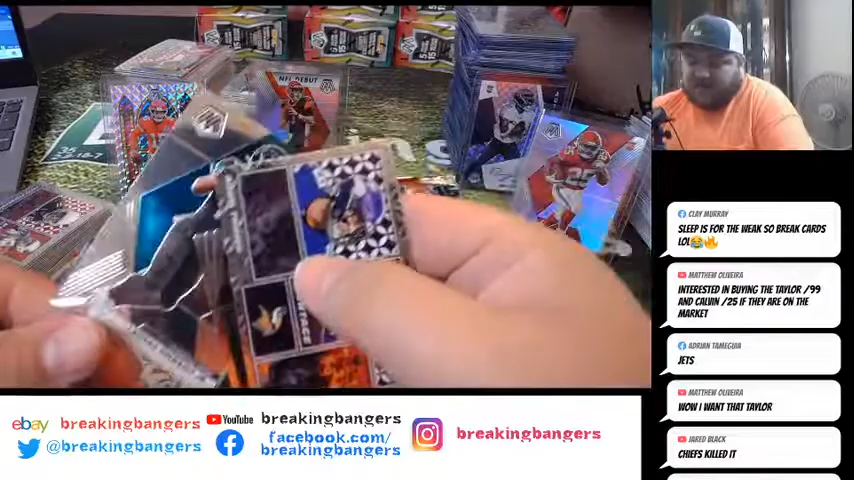 NFL DEBUT
CLAY MURRAY
SLEEP IS FOR THE WEAK SO BREAK CARDS
LOL😂🔥
MATTHEW OLIVEIRA
INTERESTED IN BUYING THE TAYLOR /99
AND CALVIN /25 IF THEY ARE ON THE
MARKET
ADRIAN TAMEGUIA
JETS
MATTHEW OLIVEIRA
WOW I WANT THAT TAYLOR
JARED BLACK
CHIEFS KILLED IT
ebay breakingbangers
YouTube breakingbangers
@breakingbangers
facebook.com/
breakingbangers
breakingbangers